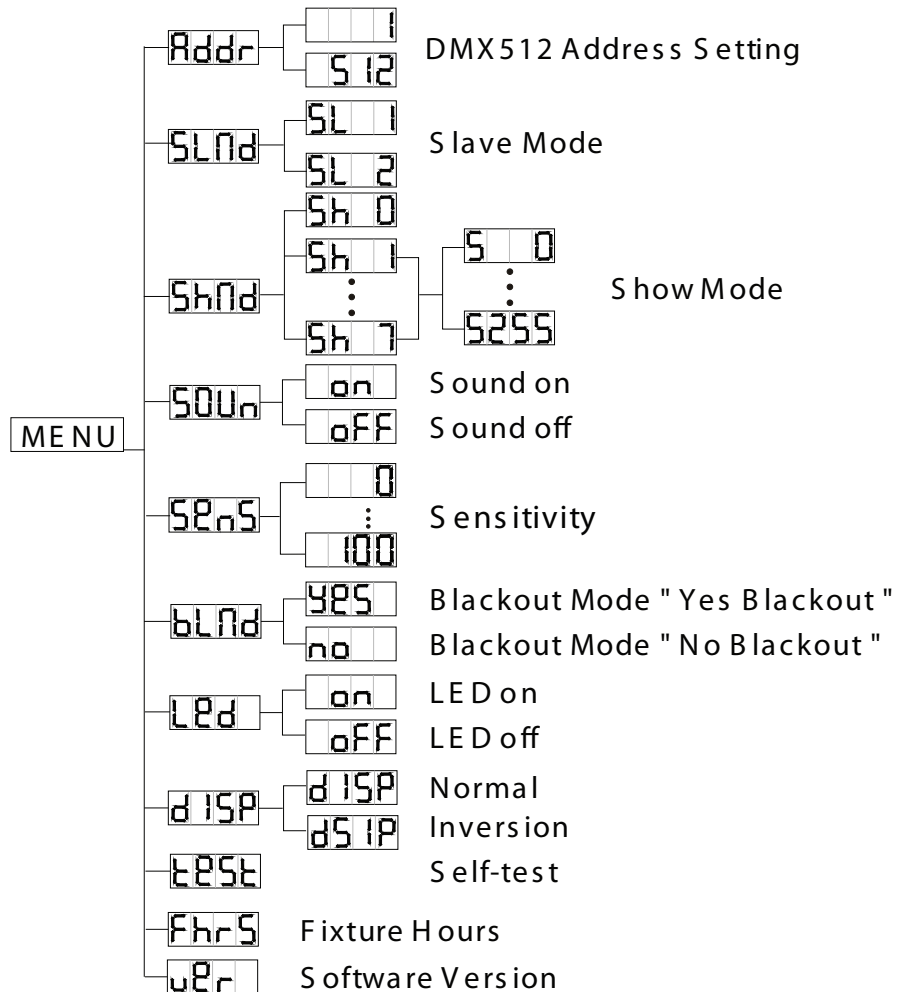 MENU
Addr
1
512
DMX512 Address Setting
SLMd
SL 1
SL 2
Slave Mode
ShMd
Sh 0
Sh 1
Sh 7
S 0
S255
Show Mode
SOUn
on
Sound on
oFF
Sound off
SenS
0
100
Sensitivity
bLMd
yes
Blackout Mode " Yes Blackout "
no
Blackout Mode " No Blackout "
Led
on
LED on
oFF
LED off
dISP
dISP
Normal
dSIP
Inversion
test
Self-test
FhrS
Fixture Hours
ver
Software Version